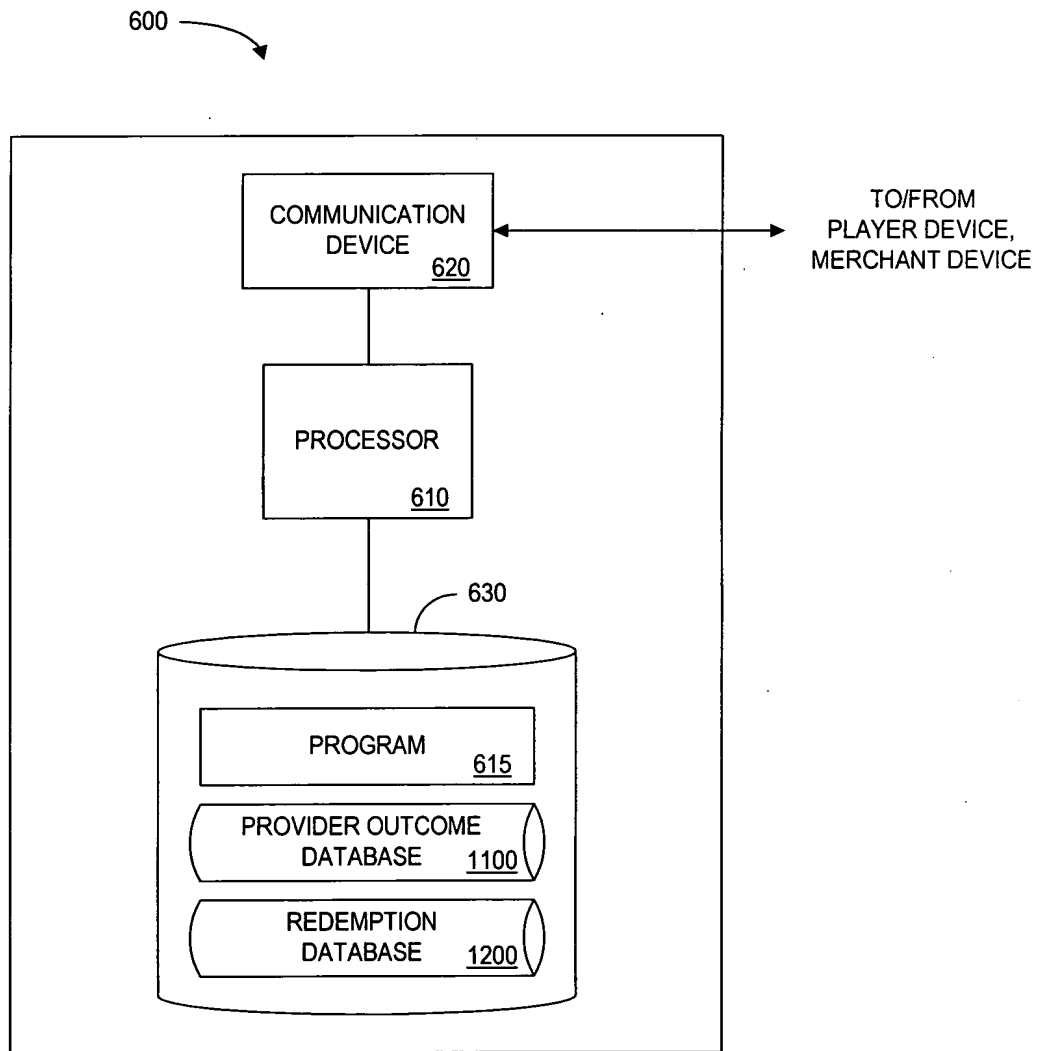 600
COMMUNICATION
DEVICE
620
TO/FROM
PLAYER DEVICE,
MERCHANT DEVICE
PROCESSOR
610
630
PROGRAM
615
PROVIDER OUTCOME
DATABASE
1100
REDEMPTION
DATABASE
1200